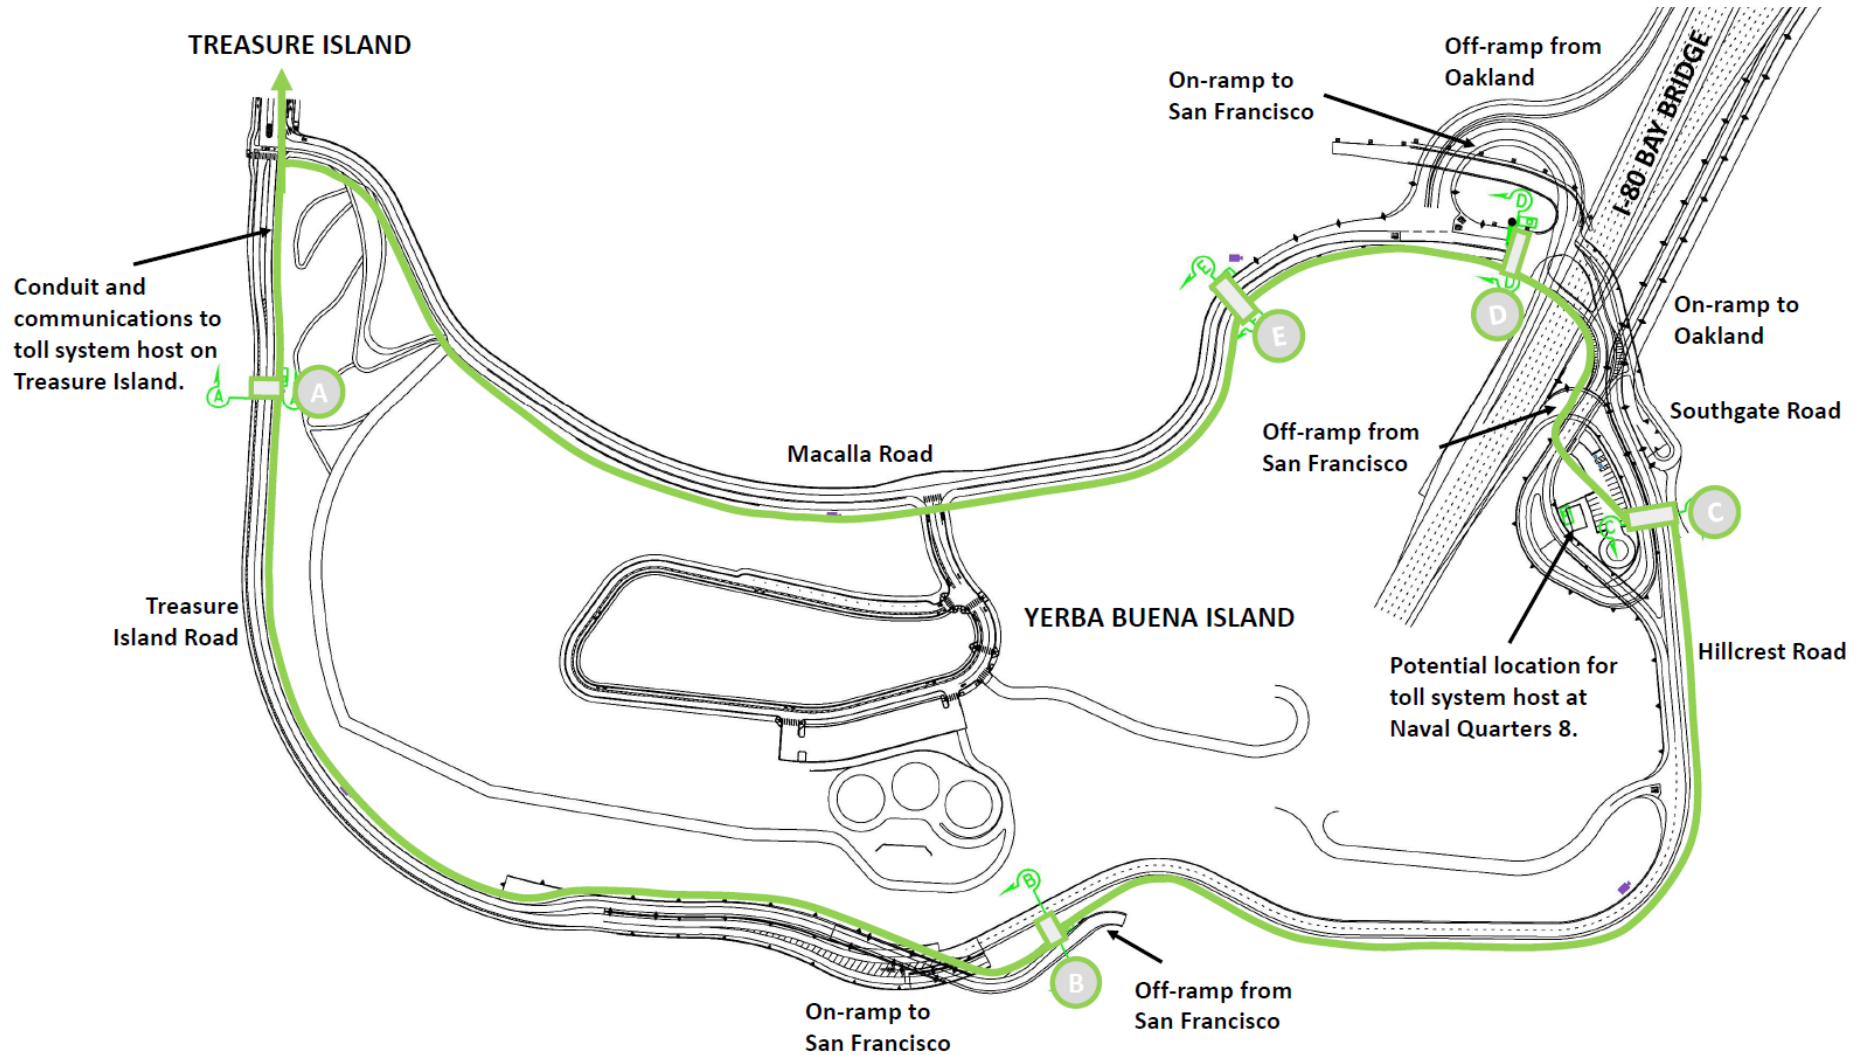 TREASURE ISLAND
Off-ramp from
Oakland
On-ramp to
San Francisco
I-80 BAY BRIDGE
Conduit and
communications to
toll system host on
Treasure Island.
D
D
D
E
E
On-ramp to
Oakland
A
A
A
Southgate Road
Off-ramp from
San Francisco
Macalla Road
C
C
Treasure
Island Road
YERBA BUENA ISLAND
Hillcrest Road
Potential location for
toll system host at
Naval Quarters 8.
B
B
Off-ramp from
San Francisco
On-ramp to
San Francisco